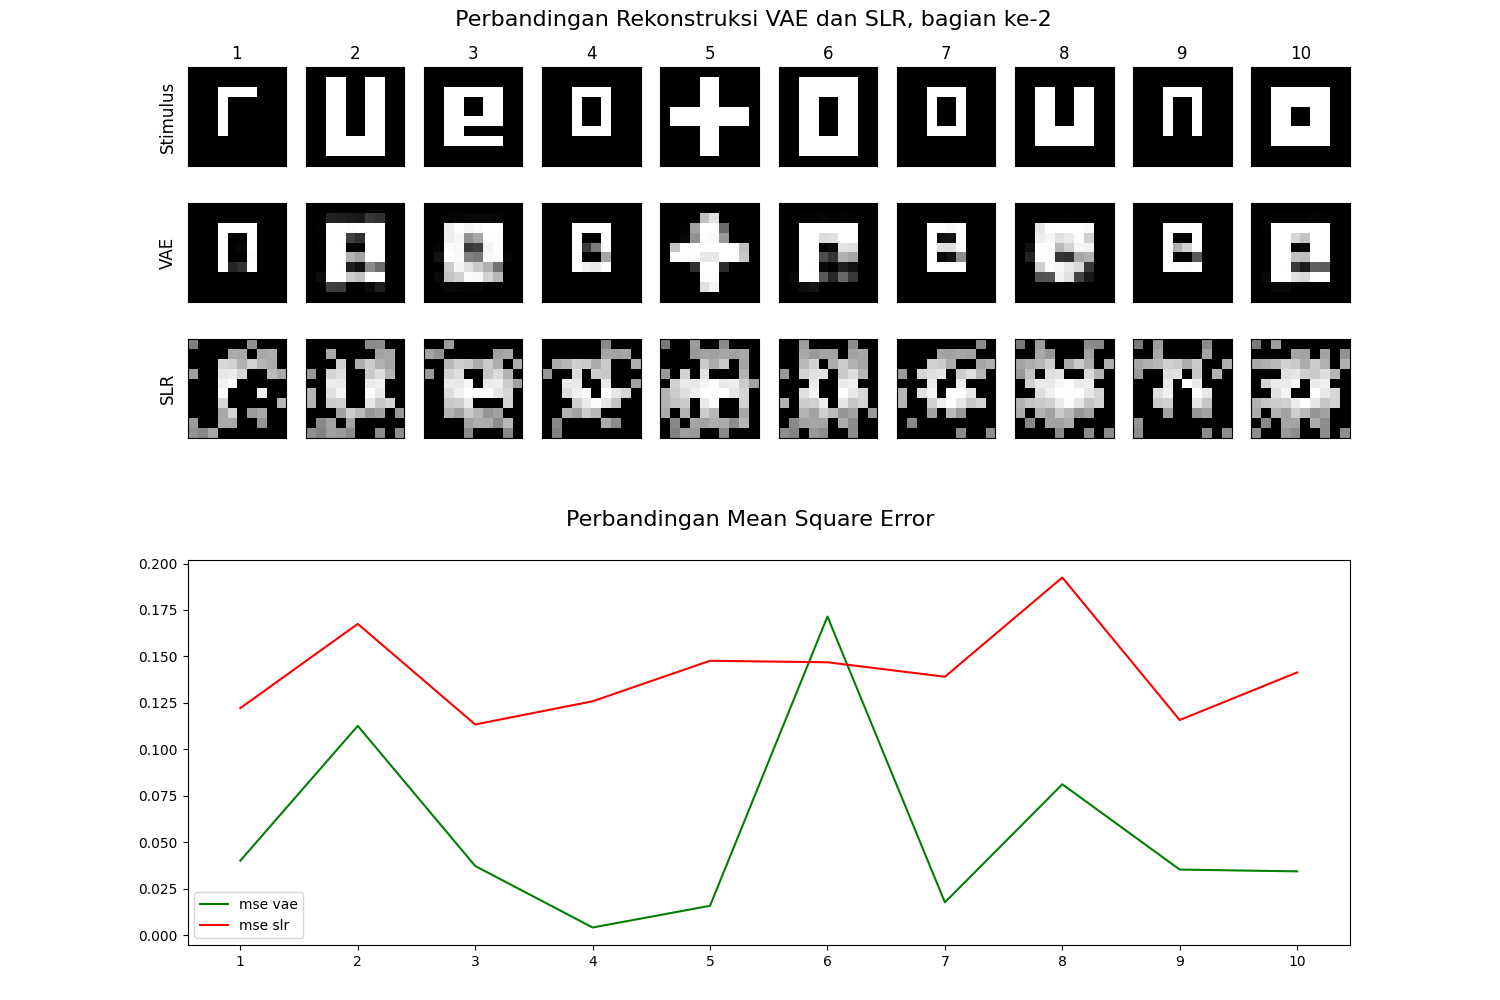 Perbandingan Rekonstruksi VAE dan SLR, bagian ke-2
1 2 3 4 5 6 7 8 9 10
Stimulus
VAE
SLR
Perbandingan Mean Square Error
0.200
0.175
0.150
0.125
0.100
0.075
0.050
0.025
0.000
mse vae
mse slr
1 2 3 4 5 6 7 8 9 10